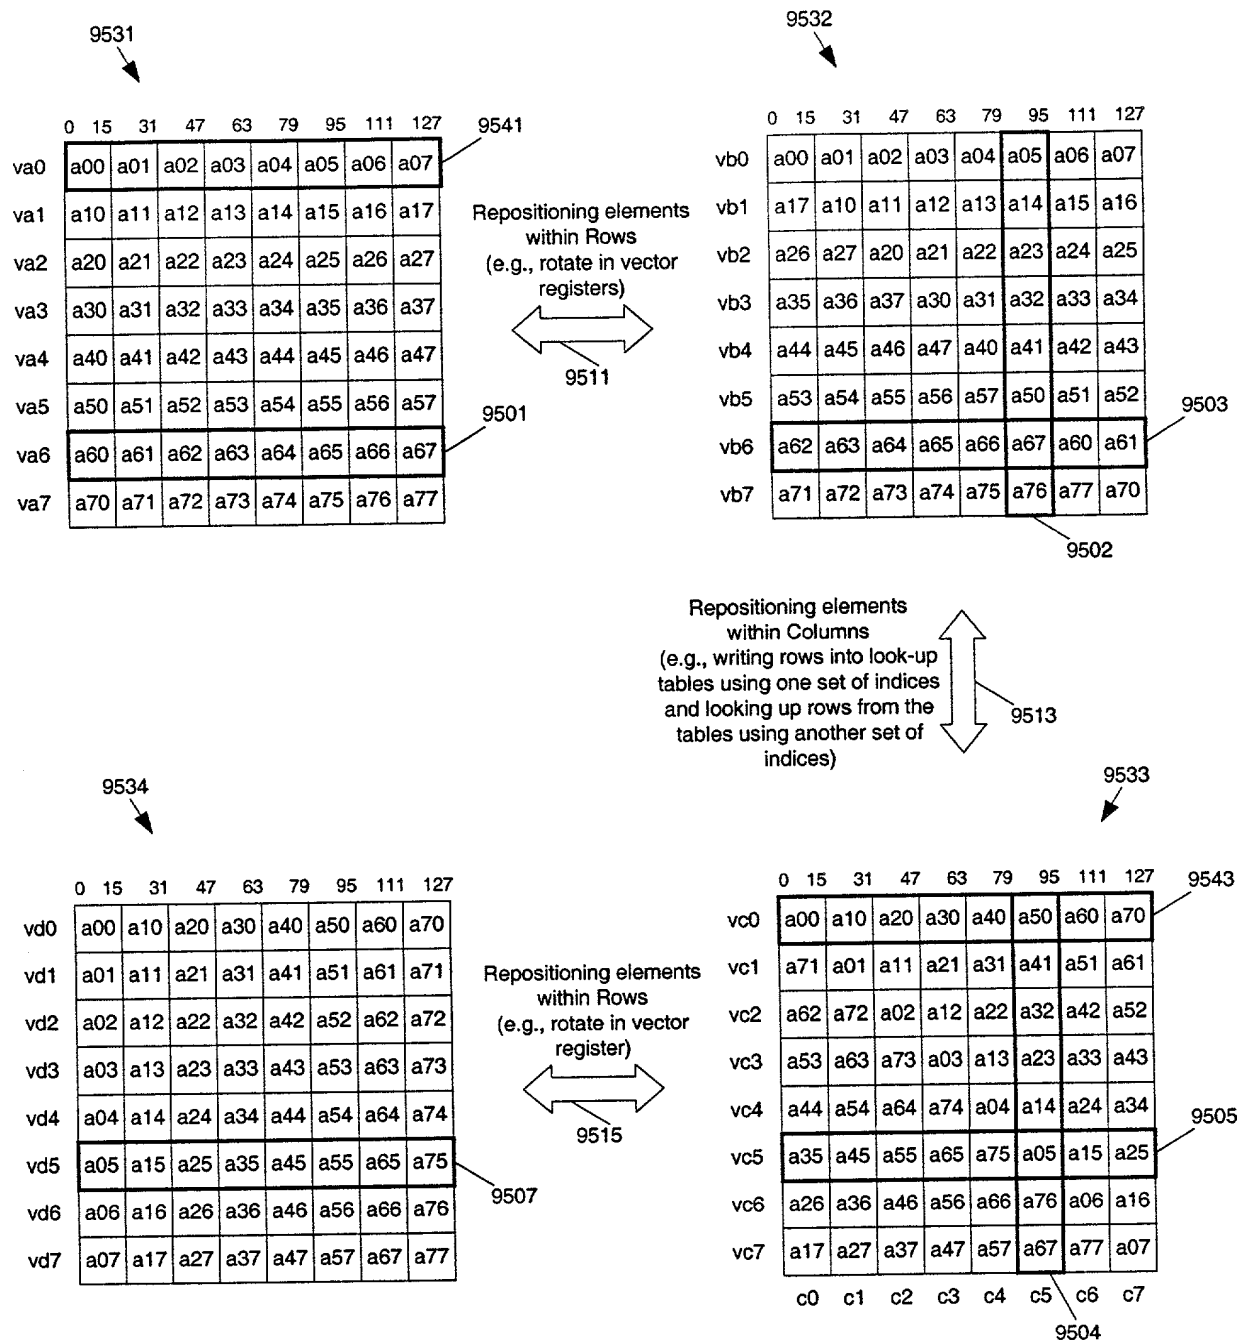 9531
0 15 31 47 63 79 95 111 127
9541
va0 a00 a01 a02 a03 a04 a05 a06 a07
va1 a10 a11 a12 a13 a14 a15 a16 a17
va2 a20 a21 a22 a23 a24 a25 a26 a27
va3 a30 a31 a32 a33 a34 a35 a36 a37
va4 a40 a41 a42 a43 a44 a45 a46 a47
va5 a50 a51 a52 a53 a54 a55 a56 a57
9501
va6 a60 a61 a62 a63 a64 a65 a66 a67
va7 a70 a71 a72 a73 a74 a75 a76 a77
Repositioning elements
within Rows
(e.g., rotate in vector
registers)
9511
9532
0 15 31 47 63 79 95 111 127
vb0 a00 a01 a02 a03 a04 a05 a06 a07
vb1 a17 a10 a11 a12 a13 a14 a15 a16
vb2 a26 a27 a20 a21 a22 a23 a24 a25
vb3 a35 a36 a37 a30 a31 a32 a33 a34
vb4 a44 a45 a46 a47 a40 a41 a42 a43
vb5 a53 a54 a55 a56 a57 a50 a51 a52
9503
vb6 a62 a63 a64 a65 a66 a67 a60 a61
vb7 a71 a72 a73 a74 a75 a76 a77 a70
9502
Repositioning elements
within Columns
(e.g., writing rows into look-up
tables using one set of indices
and looking up rows from the
tables using another set of
indices)
9513
9534
0 15 31 47 63 79 95 111 127
vd0 a00 a10 a20 a30 a40 a50 a60 a70
vd1 a01 a11 a21 a31 a41 a51 a61 a71
vd2 a02 a12 a22 a32 a42 a52 a62 a72
vd3 a03 a13 a23 a33 a43 a53 a63 a73
vd4 a04 a14 a24 a34 a44 a54 a64 a74
vd5 a05 a15 a25 a35 a45 a55 a65 a75
9507
vd6 a06 a16 a26 a36 a46 a56 a66 a76
vd7 a07 a17 a27 a37 a47 a57 a67 a77
Repositioning elements
within Rows
(e.g., rotate in vector
register)
9515
9533
0 15 31 47 63 79 95 111 127
9543
vc0 a00 a10 a20 a30 a40 a50 a60 a70
vc1 a71 a01 a11 a21 a31 a41 a51 a61
vc2 a62 a72 a02 a12 a22 a32 a42 a52
vc3 a53 a63 a73 a03 a13 a23 a33 a43
vc4 a44 a54 a64 a74 a04 a14 a24 a34
9505
vc5 a35 a45 a55 a65 a75 a05 a15 a25
vc6 a26 a36 a46 a56 a66 a76 a06 a16
vc7 a17 a27 a37 a47 a57 a67 a77 a07
c0 c1 c2 c3 c4 c5 c6 c7
9504